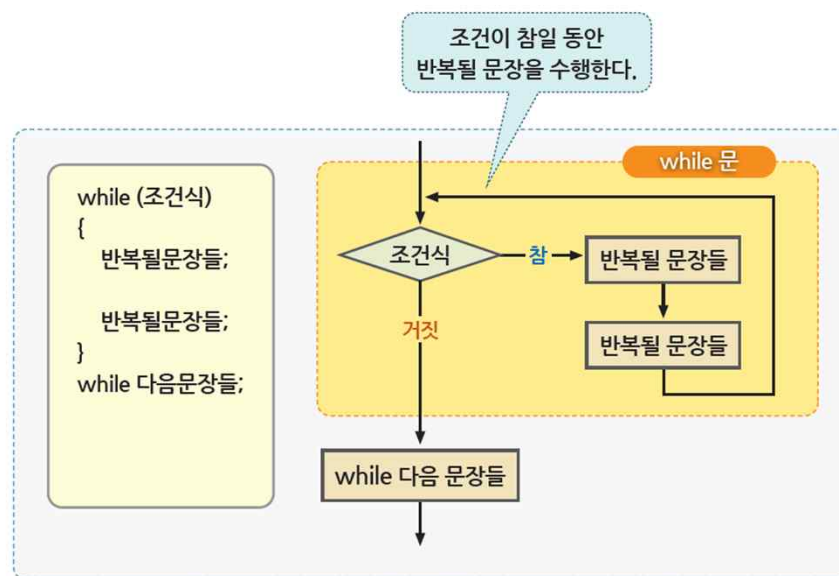 조건이 참일 동안
반복될 문장을 수행한다.
while 문
while (조건식)
{
반복될문장들;
반복될문장들;
}
while 다음문장들;
조건식
참
반복될 문장들
반복될 문장들
거짓
while 다음 문장들